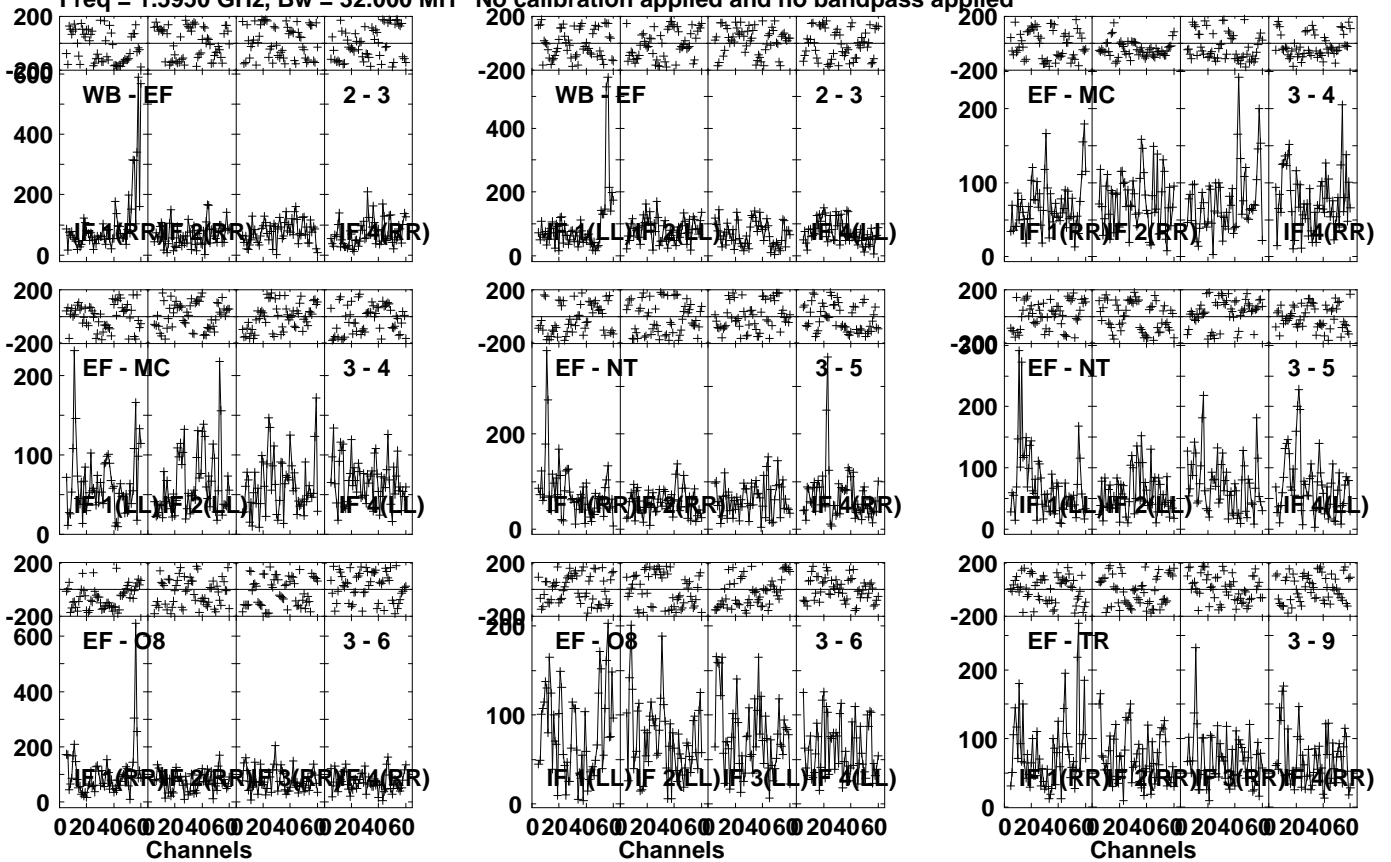 Freq = 1.5950 GHz, Bw = 32.000 MH No calibration applied and no bandpass applied
200
-200
600
400
200
0
WB - EF 2 - 3
IF 1(RR) IF 2(RR) IF 4(RR)
200
-200
400
200
0
WB - EF 2 - 3
IF 1(LL) IF 2(LL) IF 4(LL)
200
-200
200
100
0
EF - MC 3 - 4
IF 1(RR) IF 2(RR) IF 4(RR)
200
-200
200
100
0
EF - MC 3 - 4
IF 1(LL) IF 2(LL) IF 4(LL)
200
-200
200
0
EF - NT 3 - 5
IF 1(RR) IF 2(RR) IF 4(RR)
200
-200
300
200
100
0
EF - NT 3 - 5
IF 1(LL) IF 2(LL) IF 4(LL)
200
-200
600
400
200
0
EF - O8 3 - 6
IF 1(RR) IF 2(RR) IF 3(RR) IF 4(RR)
0 20 40 60 0 20 40 60 0 20 40 60 0 20 40 60
Channels
200
-200
200
100
0
EF - O8 3 - 6
IF 1(LL) IF 2(LL) IF 3(LL) IF 4(LL)
0 20 40 60 0 20 40 60 0 20 40 60 0 20 40 60
Channels
200
-200
200
100
0
EF - TR 3 - 9
IF 1(RR) IF 2(RR) IF 3(RR) IF 4(RR)
0 20 40 60 0 20 40 60 0 20 40 60 0 20 40 60
Channels